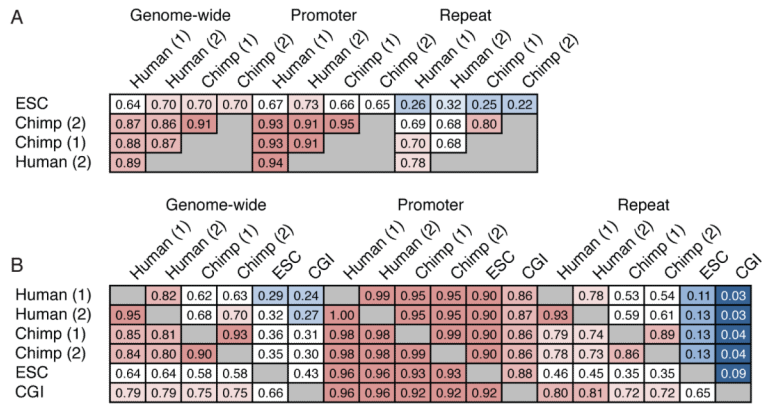 A
Genome-wide Promoter Repeat
Human (1) Human (2) Chimp (1) Chimp (2) Human (1) Human (2) Chimp (1) Chimp (2) Human (1) Human (2) Chimp (1) Chimp (2)
ESC 0.64 0.70 0.70 0.70 0.67 0.73 0.66 0.65 0.26 0.32 0.25 0.22
Chimp (2) 0.87 0.86 0.91 0.93 0.91 0.95 0.69 0.68 0.80
Chimp (1) 0.88 0.87 0.93 0.91 0.70 0.68
Human (2) 0.89 0.94 0.78
B
Genome-wide Promoter Repeat
Human (1) Human (2) Chimp (1) Chimp (2) ESC CGI Human (1) Human (2) Chimp (1) Chimp (2) ESC CGI Human (1) Human (2) Chimp (1) Chimp (2) ESC CGI
Human (1) 0.82 0.62 0.63 0.29 0.24 0.99 0.95 0.95 0.90 0.86 0.78 0.53 0.54 0.11 0.03
Human (2) 0.95 0.68 0.70 0.32 0.27 1.00 0.95 0.95 0.90 0.87 0.93 0.59 0.61 0.13 0.03
Chimp (1) 0.85 0.81 0.93 0.36 0.31 0.98 0.98 0.99 0.90 0.86 0.79 0.74 0.89 0.13 0.04
Chimp (2) 0.84 0.80 0.90 0.35 0.30 0.98 0.98 0.99 0.90 0.86 0.78 0.73 0.86 0.13 0.04
ESC 0.64 0.64 0.58 0.58 0.43 0.96 0.96 0.93 0.93 0.88 0.46 0.45 0.35 0.35 0.09
CGI 0.79 0.79 0.75 0.75 0.66 0.96 0.96 0.92 0.92 0.92 0.80 0.81 0.72 0.72 0.65